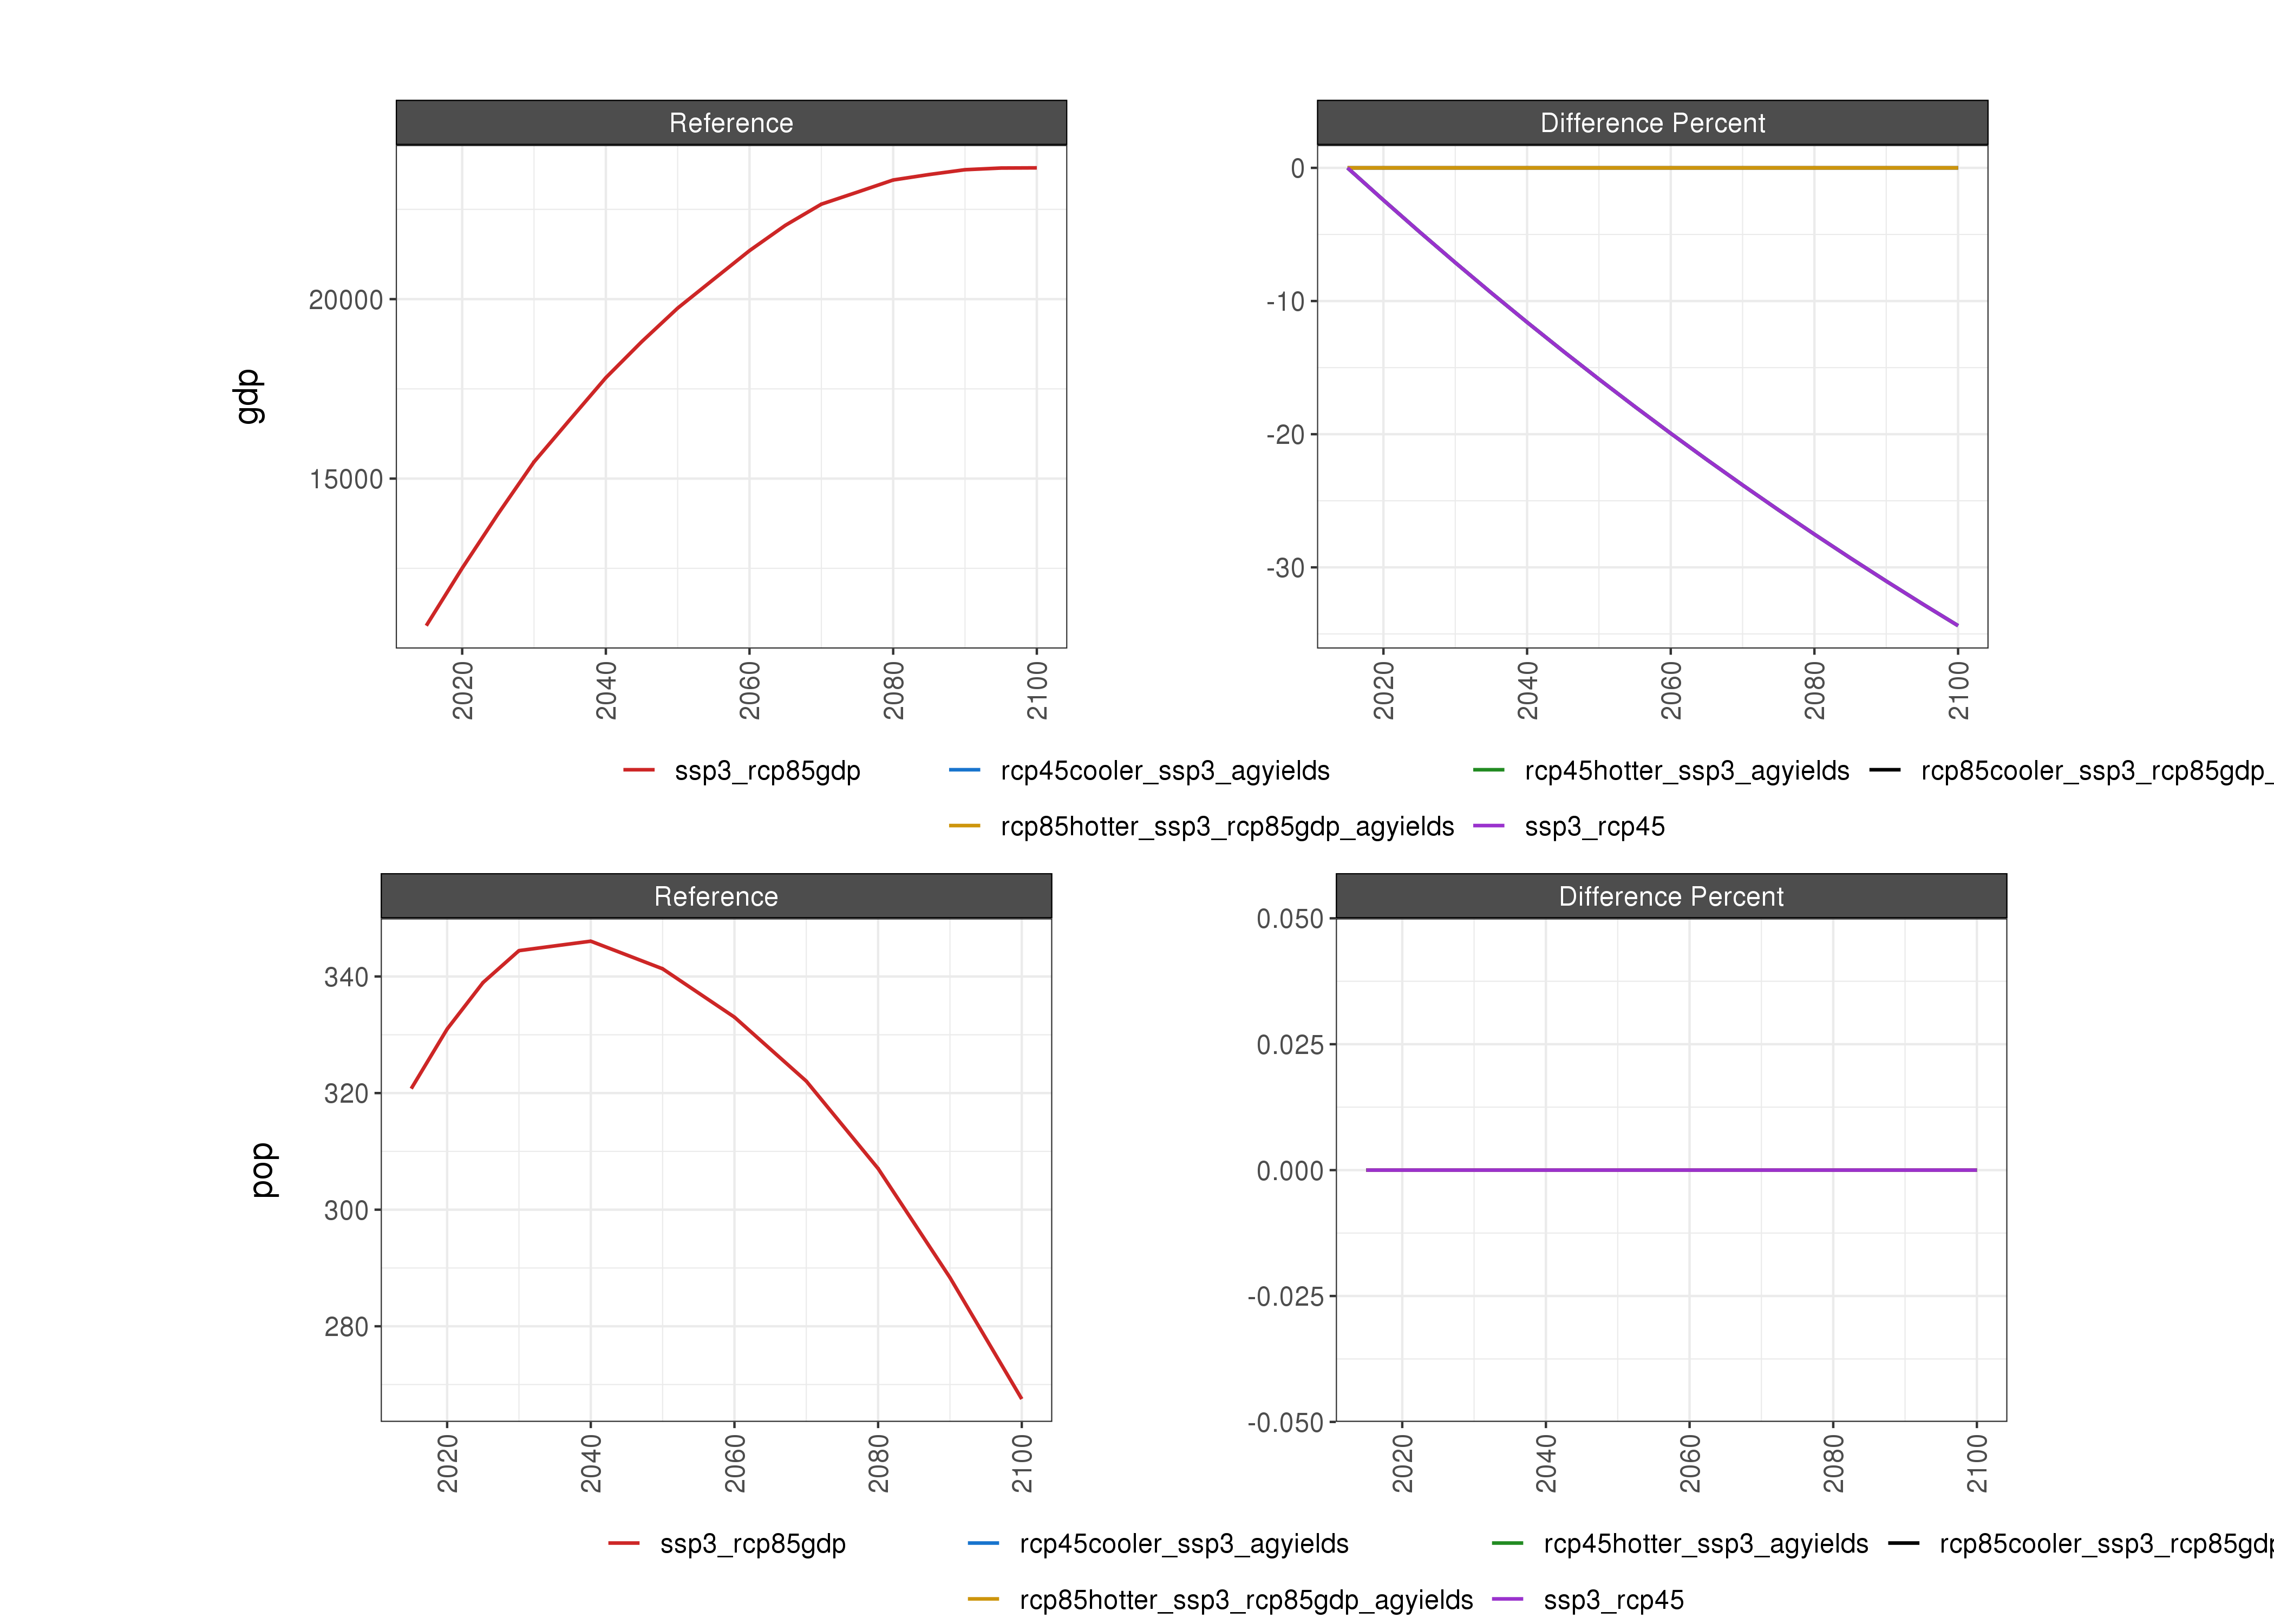 Reference
Difference Percent
gdp
20000
15000
0
-10
-20
-30
2020 2040 2060 2080 2100
2020 2040 2060 2080 2100
ssp3_rcp85gdp rcp45cooler_ssp3_agyields rcp45hotter_ssp3_agyields rcp85cooler_ssp3_rcp85gdp_
rcp85hotter_ssp3_rcp85gdp_agyields ssp3_rcp45
Reference
Difference Percent
pop
340
320
300
280
0.050
0.025
0.000
-0.025
-0.050
2020 2040 2060 2080 2100
2020 2040 2060 2080 2100
ssp3_rcp85gdp rcp45cooler_ssp3_agyields rcp45hotter_ssp3_agyields rcp85cooler_ssp3_rcp85gdp
rcp85hotter_ssp3_rcp85gdp_agyields ssp3_rcp45